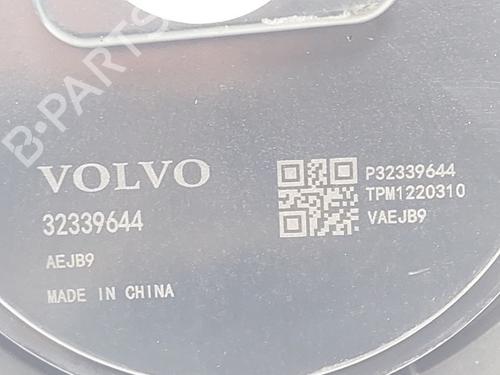 B-PARTS
VOLVO
32339644
AEJB9
MADE IN CHINA
P32339644
TPM1220310
VAEJB9